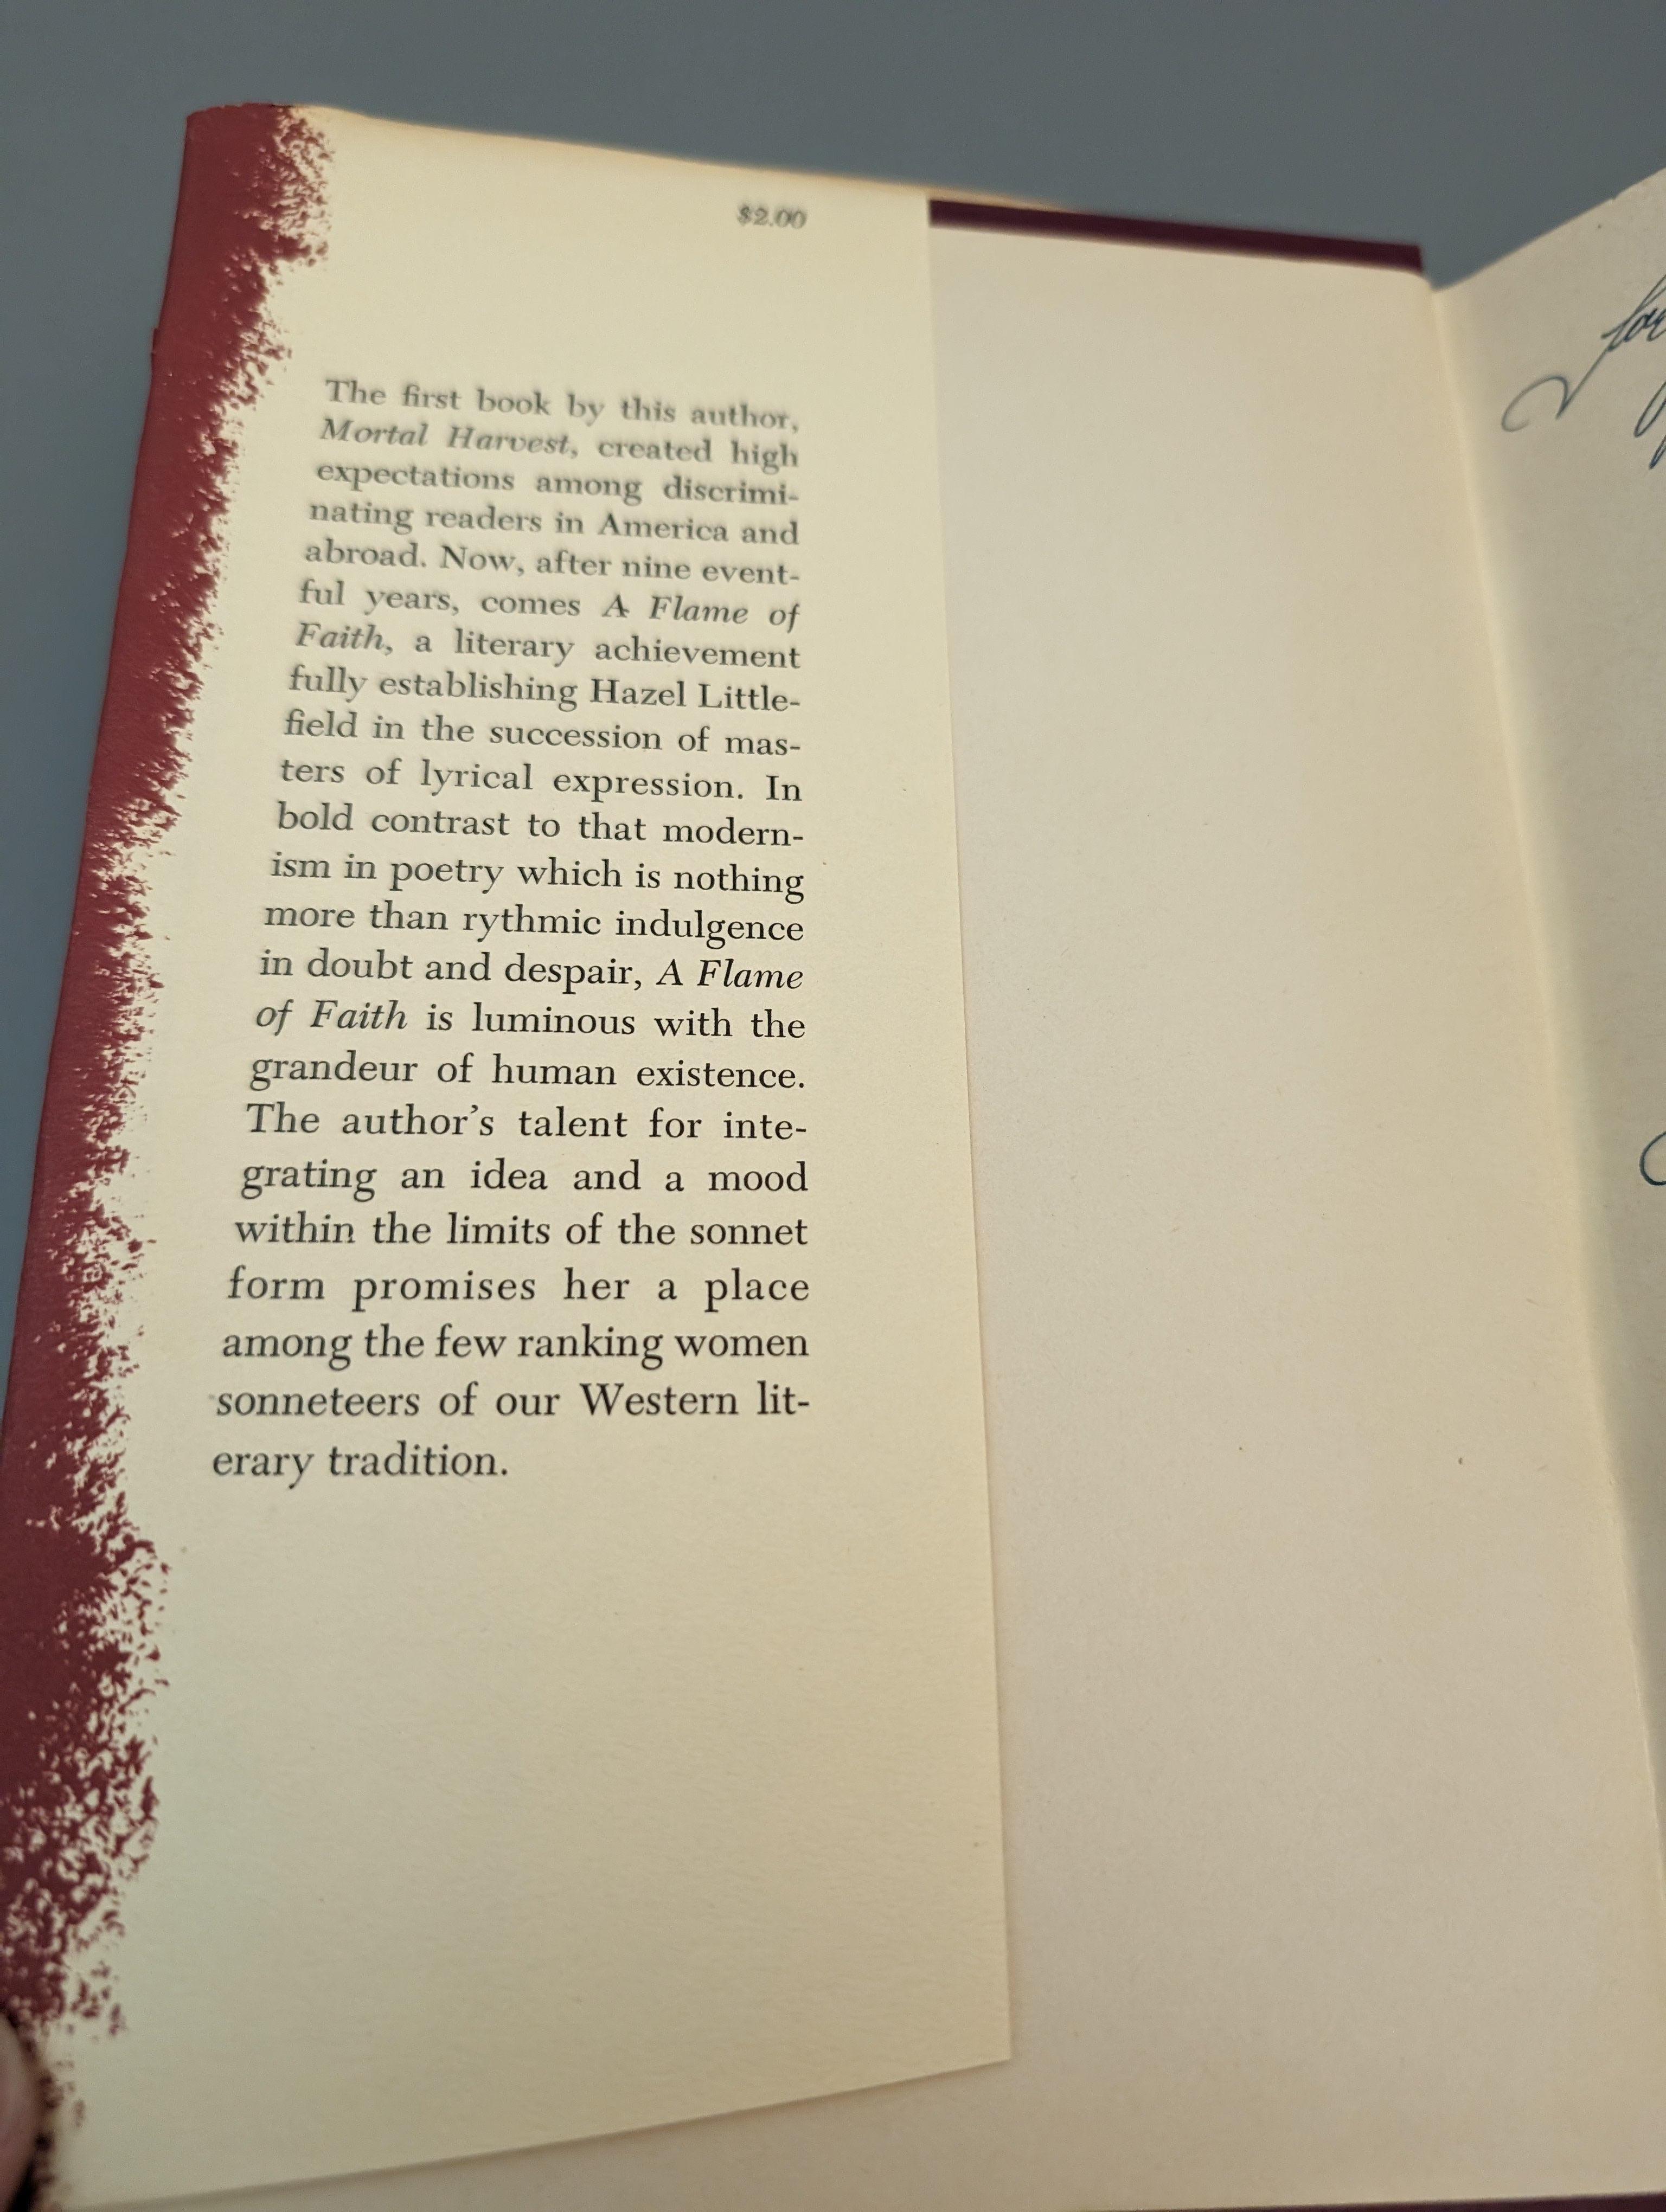 $2.00
The first book by this author,
Mortal Harvest, created high
expectations among discrimi-
nating readers in America and
abroad. Now, after nine event-
ful years, comes A Flame of
Faith, a literary achievement
fully establishing Hazel Little-
field in the succession of mas-
ters of lyrical expression. In
bold contrast to that modern-
ism in poetry which is nothing
more than rythmic indulgence
in doubt and despair, A Flame
of Faith is luminous with the
grandeur of human existence.
The author's talent for inte-
grating an idea and a mood
within the limits of the sonnet
form promises her a place
among the few ranking women
sonneteers of our Western lit-
erary tradition.